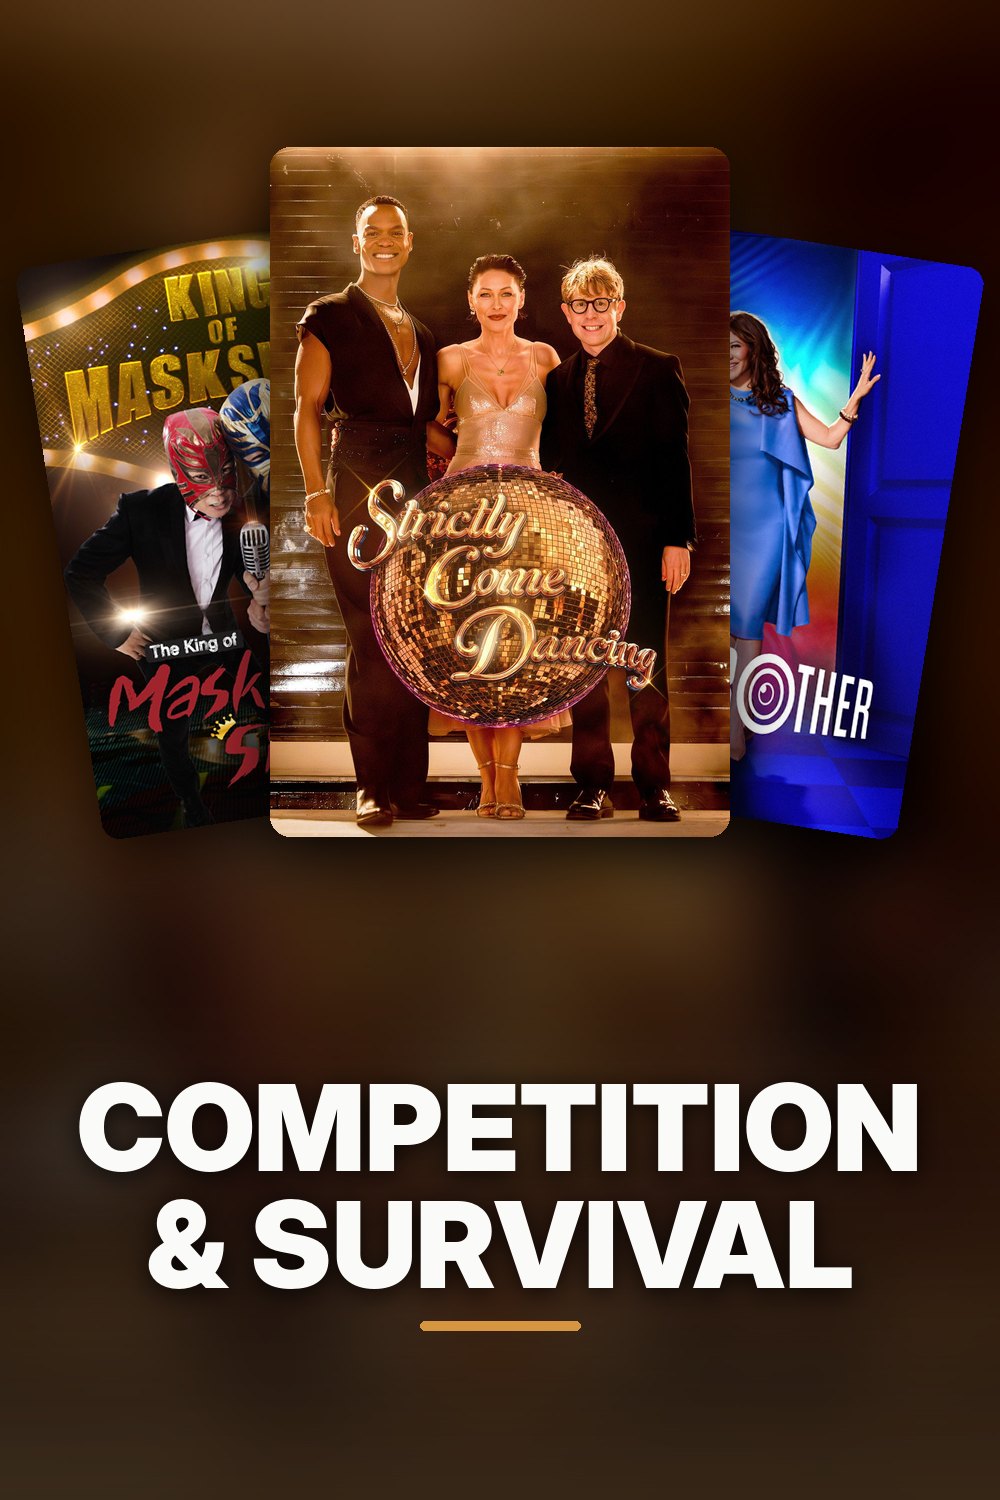 KING
OF
MASKS
The King of
Mask
S
Strictly
Come
Dancing
OTHER
COMPETITION
& SURVIVAL